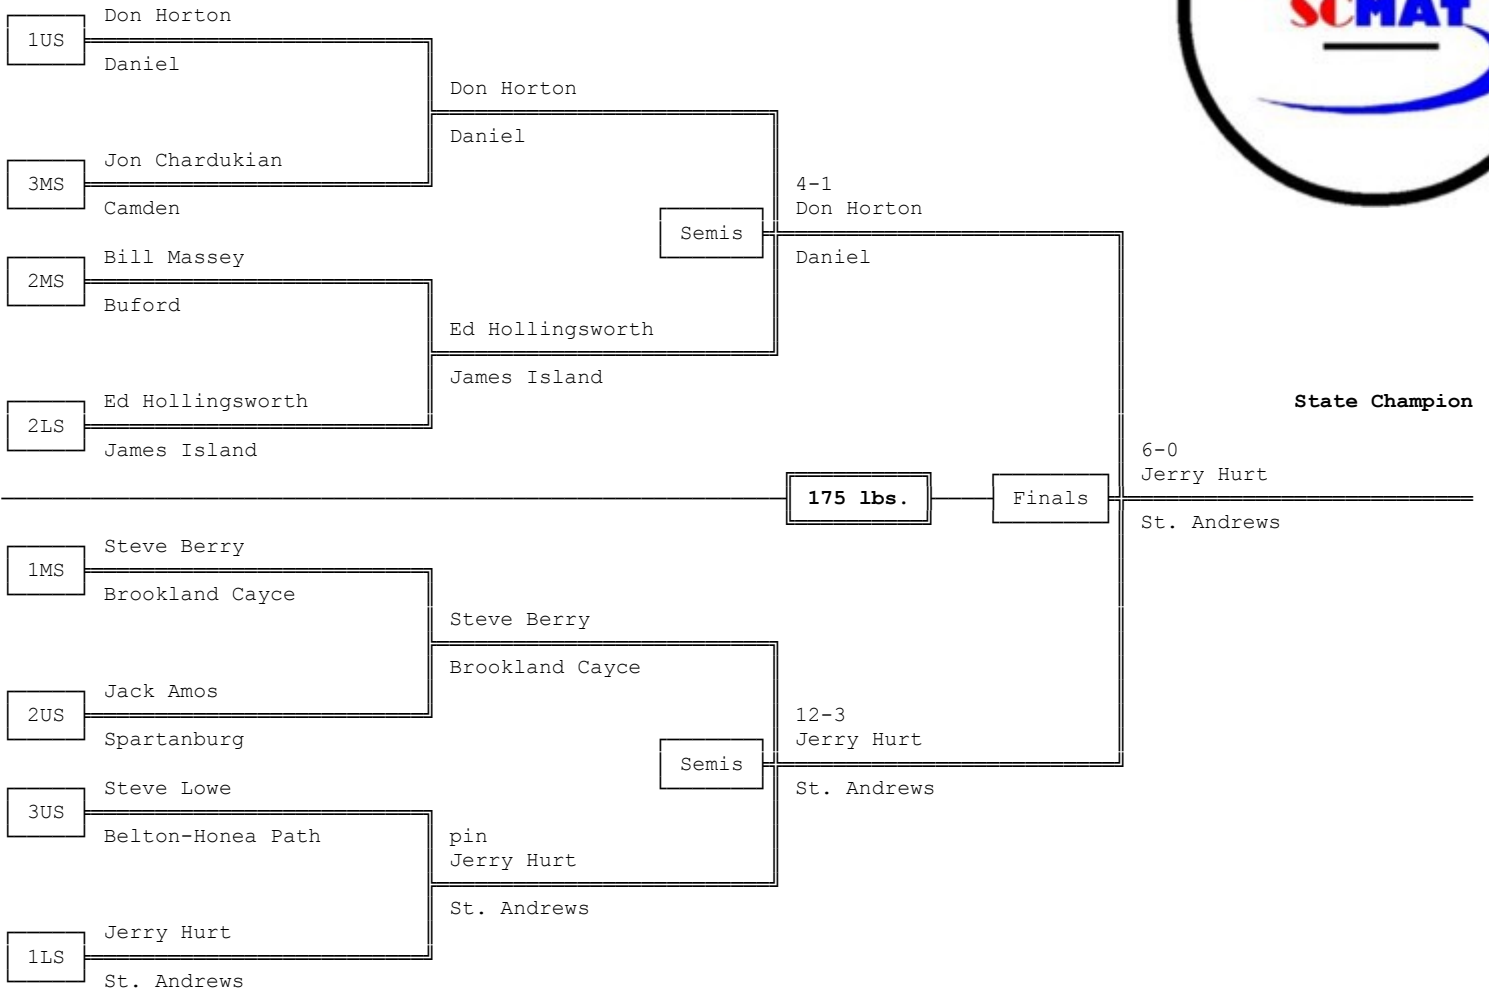 SCMAT
Don Horton
1US
Daniel
Don Horton
Daniel
Jon Chardukian
3MS
Camden
4-1
Don Horton
Semis
Daniel
Bill Massey
2MS
Buford
Ed Hollingsworth
James Island
Ed Hollingsworth
2LS
James Island
State Champion
6-0
Jerry Hurt
175 lbs.
Finals
St. Andrews
Steve Berry
1MS
Brookland Cayce
Steve Berry
Brookland Cayce
Jack Amos
2US
Spartanburg
12-3
Jerry Hurt
Semis
St. Andrews
Steve Lowe
3US
Belton-Honea Path
pin
Jerry Hurt
St. Andrews
Jerry Hurt
1LS
St. Andrews